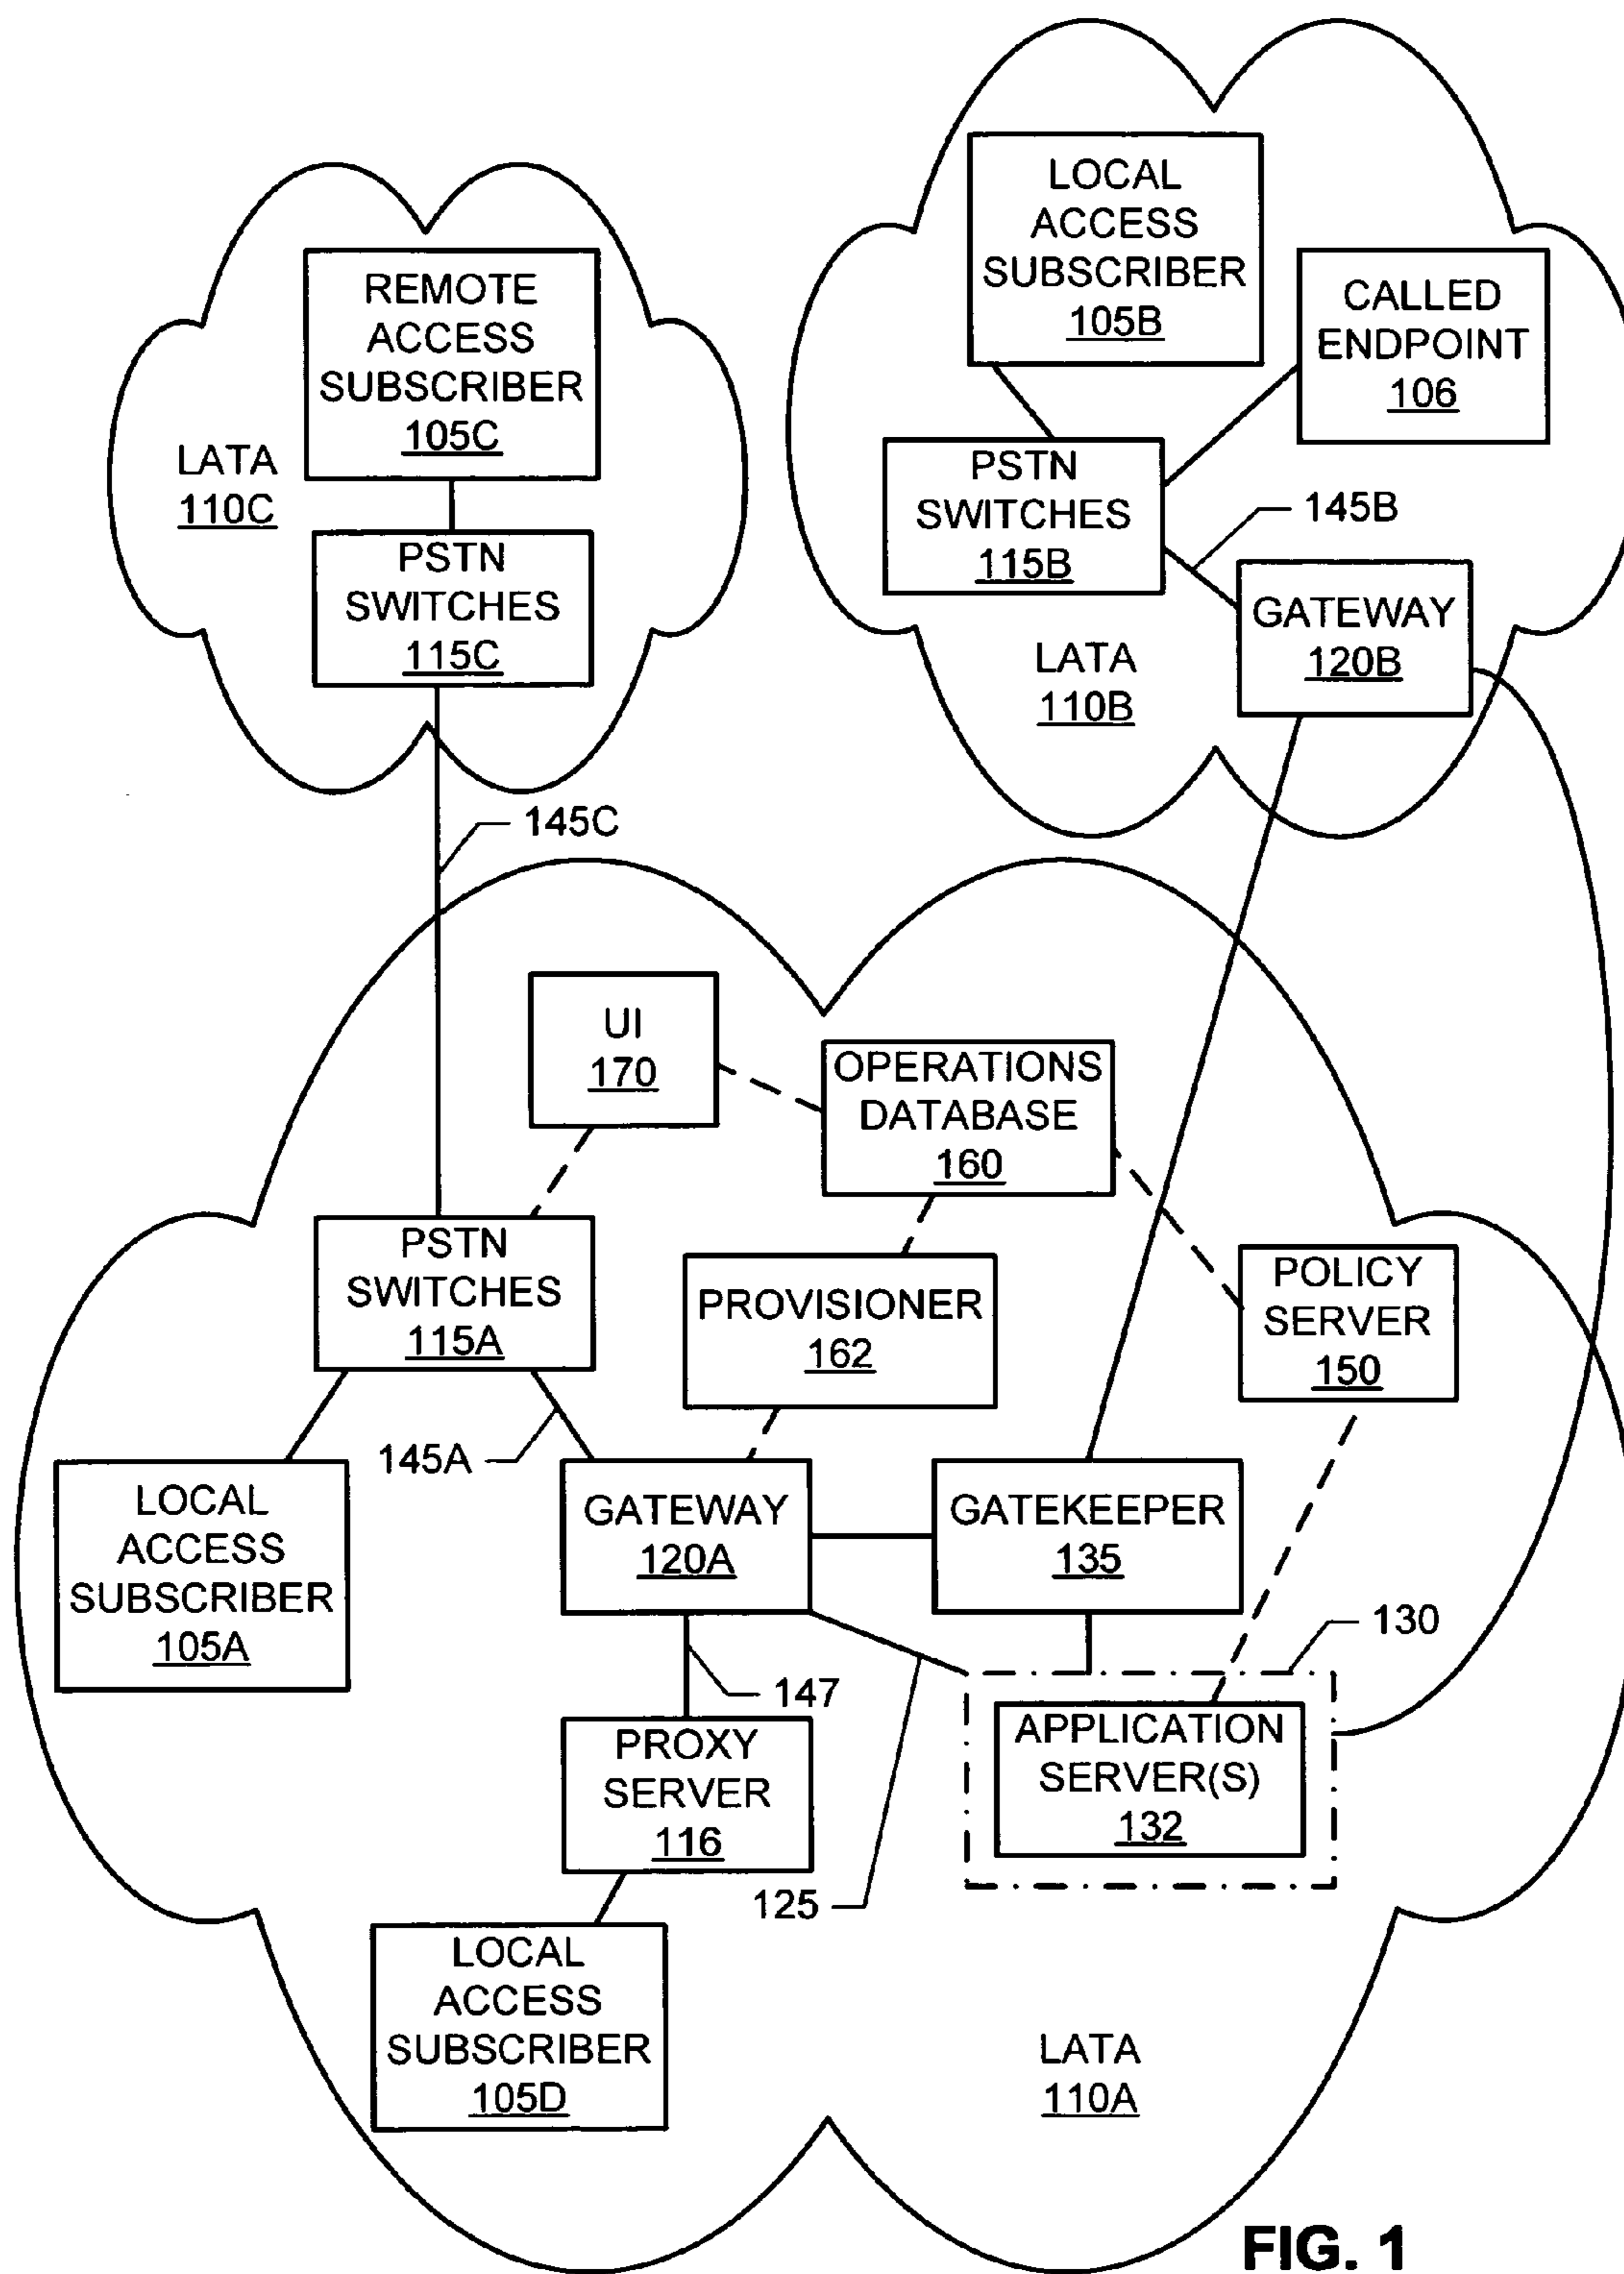 LOCAL
ACCESS
SUBSCRIBER
105B
CALLED
ENDPOINT
106
REMOTE
ACCESS
SUBSCRIBER
105C
LATA
110C
PSTN
SWITCHES
115B
145B
PSTN
SWITCHES
115C
GATEWAY
120B
LATA
110B
145C
UI
170
OPERATIONS
DATABASE
160
PSTN
SWITCHES
115A
PROVISIONER
162
POLICY
SERVER
150
145A
LOCAL
ACCESS
SUBSCRIBER
105A
GATEWAY
120A
GATEKEEPER
135
130
147
PROXY
SERVER
116
APPLICATION
SERVER(S)
132
125
LOCAL
ACCESS
SUBSCRIBER
105D
LATA
110A
FIG. 1